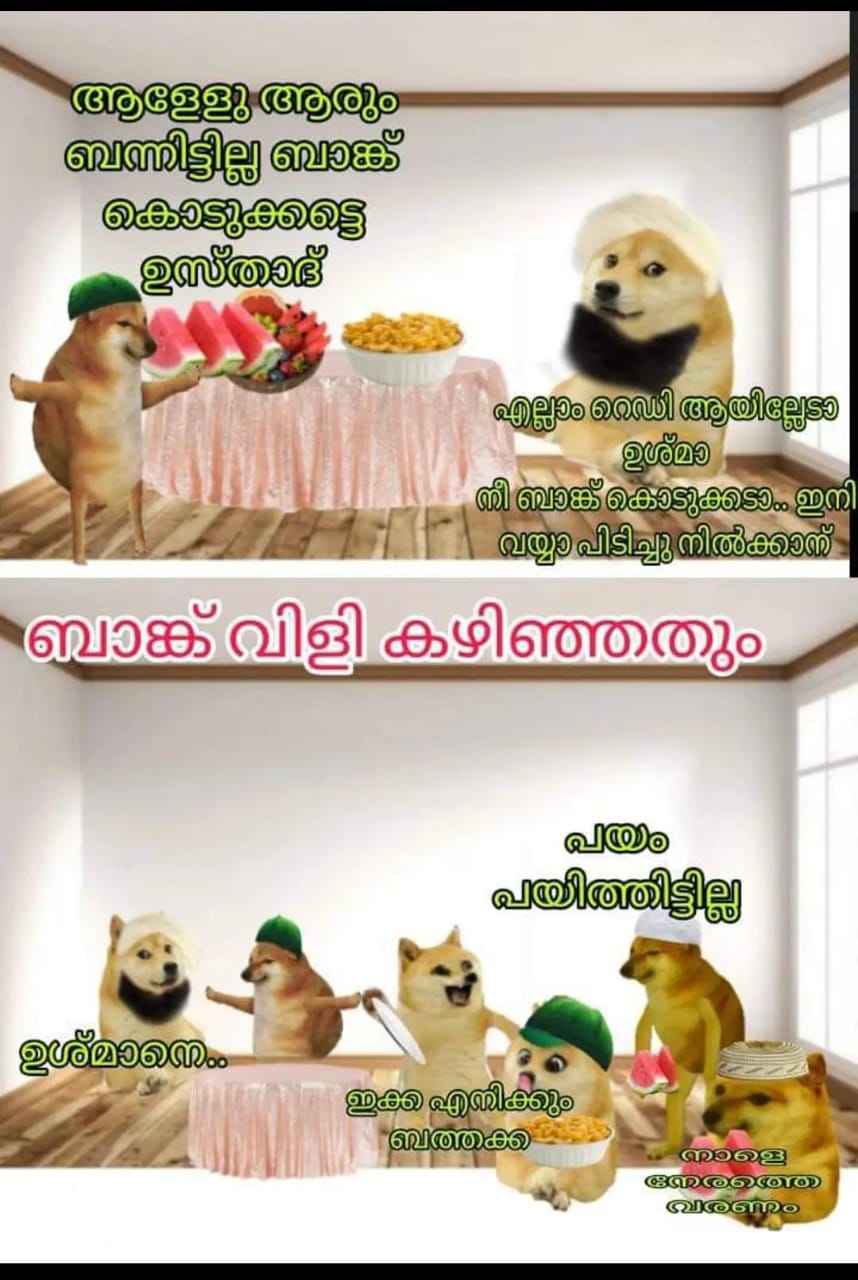 ആളേളു ആരും
ബന്നിട്ടില്ല ബാങ്ക്
കൊടുക്കട്ടെ
ഉസ്താദ്
എല്ലാം റെഡി ആയില്ലേടാ
ഉശ്മാ
നീ ബാങ്ക് കൊടുക്കടാ.. ഇനി
വയ്യാ പിടിച്ചു നിൽക്കാന്
ബാങ്ക് വിളി കഴിഞ്ഞതും
പയം
പയിത്തിട്ടില്ല
ഉശ്മാനെ..
ഇക്ക എനിക്കും
ബത്തക്ക
നാളെ
നേരത്തെ
വരണം